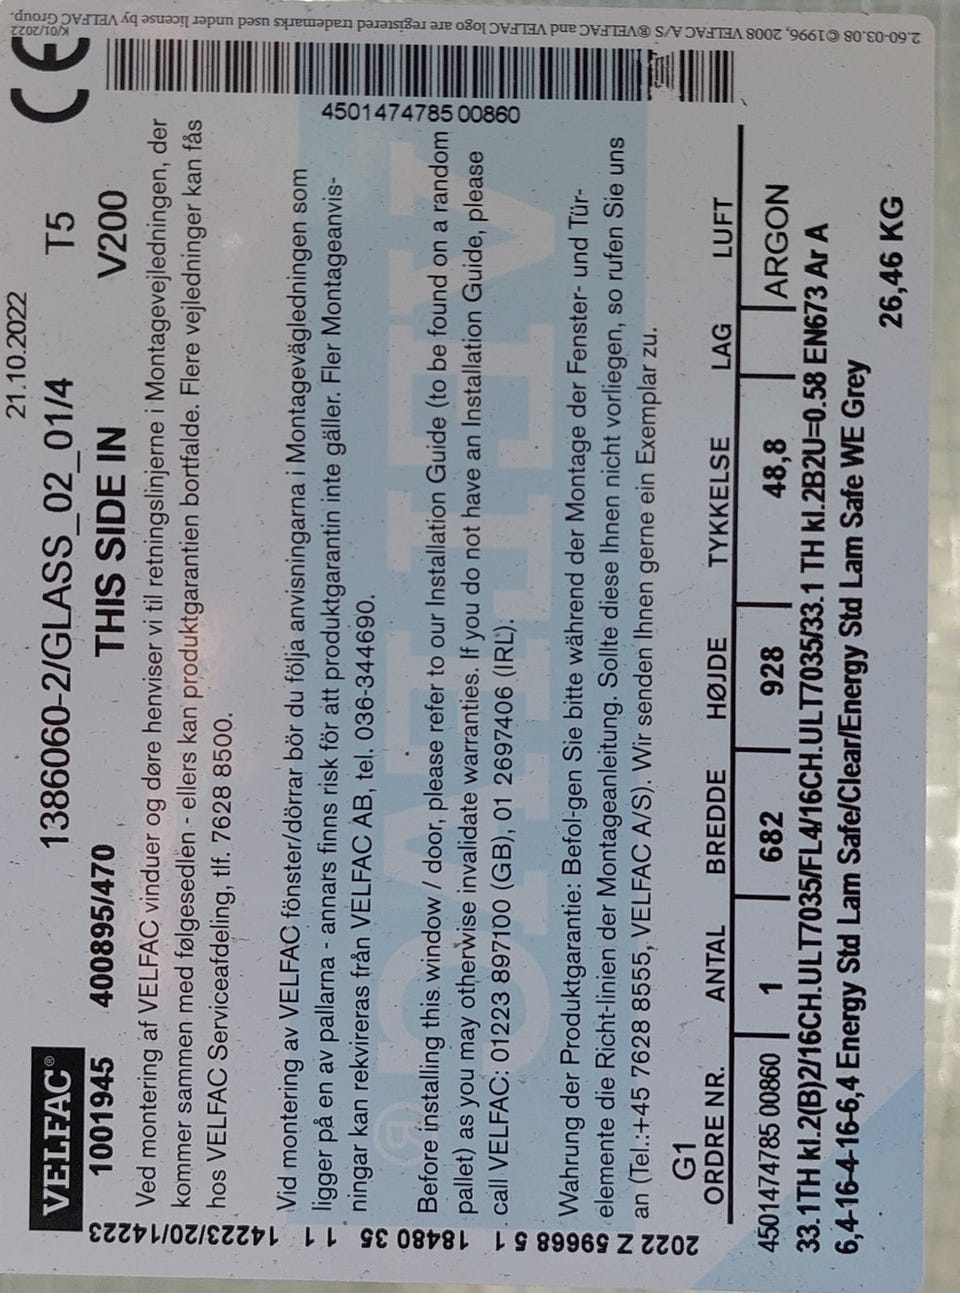 VELFAC®
138060-2/GLASS_02_01/4
21.10.2022
T5
1001945 400895/470 THIS SIDE IN V200
CE
Ved montering af VELFAC vinduer og døre henviser vi til retningslinjerne i Montagevejledningen, der
kommer sammen med følgesedlen - ellers kan produktgarantien bortfalde. Flere vejledninger kan fås
hos VELFAC Serviceafdeling, tlf. 7628 8500.
Vid montering av VELFAC fönster/dörrar bör du följa anvisningarna i Montagevägledningen som
ligger på en av pallarna - annars finns risk för att produktgarantin inte gäller. Fler Montageanvis-
ningar kan rekvireras från VELFAC AB, tel. 036-344690.
Before installing this window / door, please refer to our Installation Guide (to be found on a random
pallet) as you may otherwise invalidate warranties. If you do not have an Installation Guide, please
call VELFAC: 01223 897100 (GB), 01 2697406 (IRL).
Wahrung der Produktgarantie: Befol-gen Sie bitte während der Montage der Fenster- und Tür-
elemente die Richt-linien der Montageanleitung. Sollte diese Ihnen nicht vorliegen, so rufen Sie uns
an (Tel.:+45 7628 8555, VELFAC A/S). Wir senden Ihnen gerne ein Exemplar zu.
G1
ORDRE NR. ANTAL BREDDE HØJDE TYKKELSE LAG LUFT
4501474785 00860 1 682 928 48,8 ARGON
33.1TH kl.2(B)2/16CH.ULT7035/FL4/16CH.ULT7035/33.1 TH kl.2B2U=0.58 EN673 Ar A
6,4-16-4-16-6,4 Energy Std Lam Safe/Clear/Energy Std Lam Safe WE Grey
26,46 KG
2022 Z 59668 5 1 18480 35 1 1 14223/20/14223
4501474785 00860
2.60-03.08 ©1996, 2008 VELFAC A/S ®VELFAC and VELFAC logo are registered trademarks used under license by VELFAC Group.
K/01/2022
VELFAC®